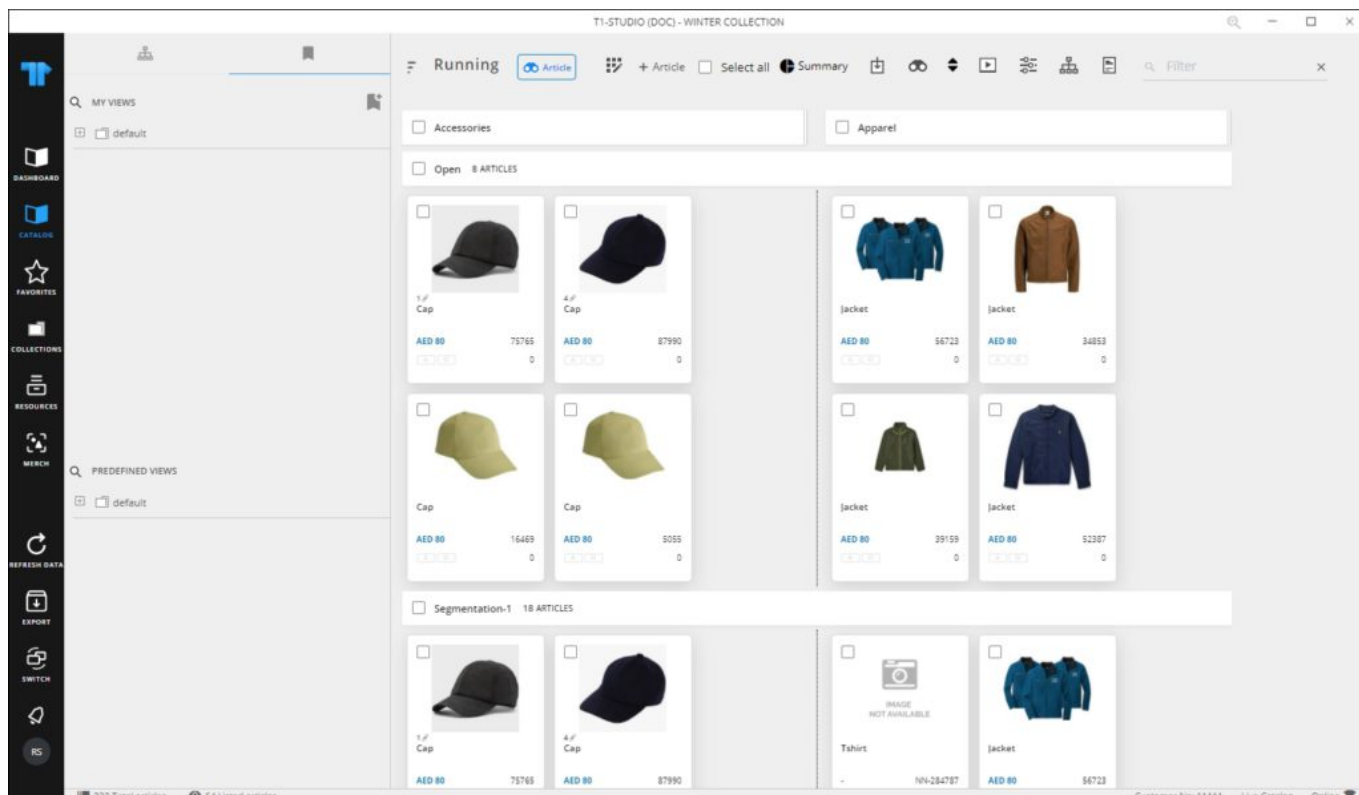 T1-STUDIO (DOC) - WINTER COLLECTION
Running Article + Article Select all Summary Filter
MY VIEWS
default
DASHBOARD
CATALOG
FAVORITES
COLLECTIONS
RESOURCES
MERCH
PREDEFINED VIEWS
default
REFRESH DATA
EXPORT
SWITCH
RS
Accessories Apparel
Open 8 ARTICLES
1 4
Cap Cap Jacket Jacket
AED 80 75765 AED 80 87990 AED 80 56723 AED 80 34853
0 0 0 0
Cap Cap Jacket Jacket
AED 80 16469 AED 80 5055 AED 80 39159 AED 80 52387
0 0 0 0
Segmentation-1 18 ARTICLES
IMAGE
NOT AVAILABLE
1 4
Cap Cap Tshirt Jacket
AED 80 75765 AED 80 87990 - NN-284787 AED 80 56723